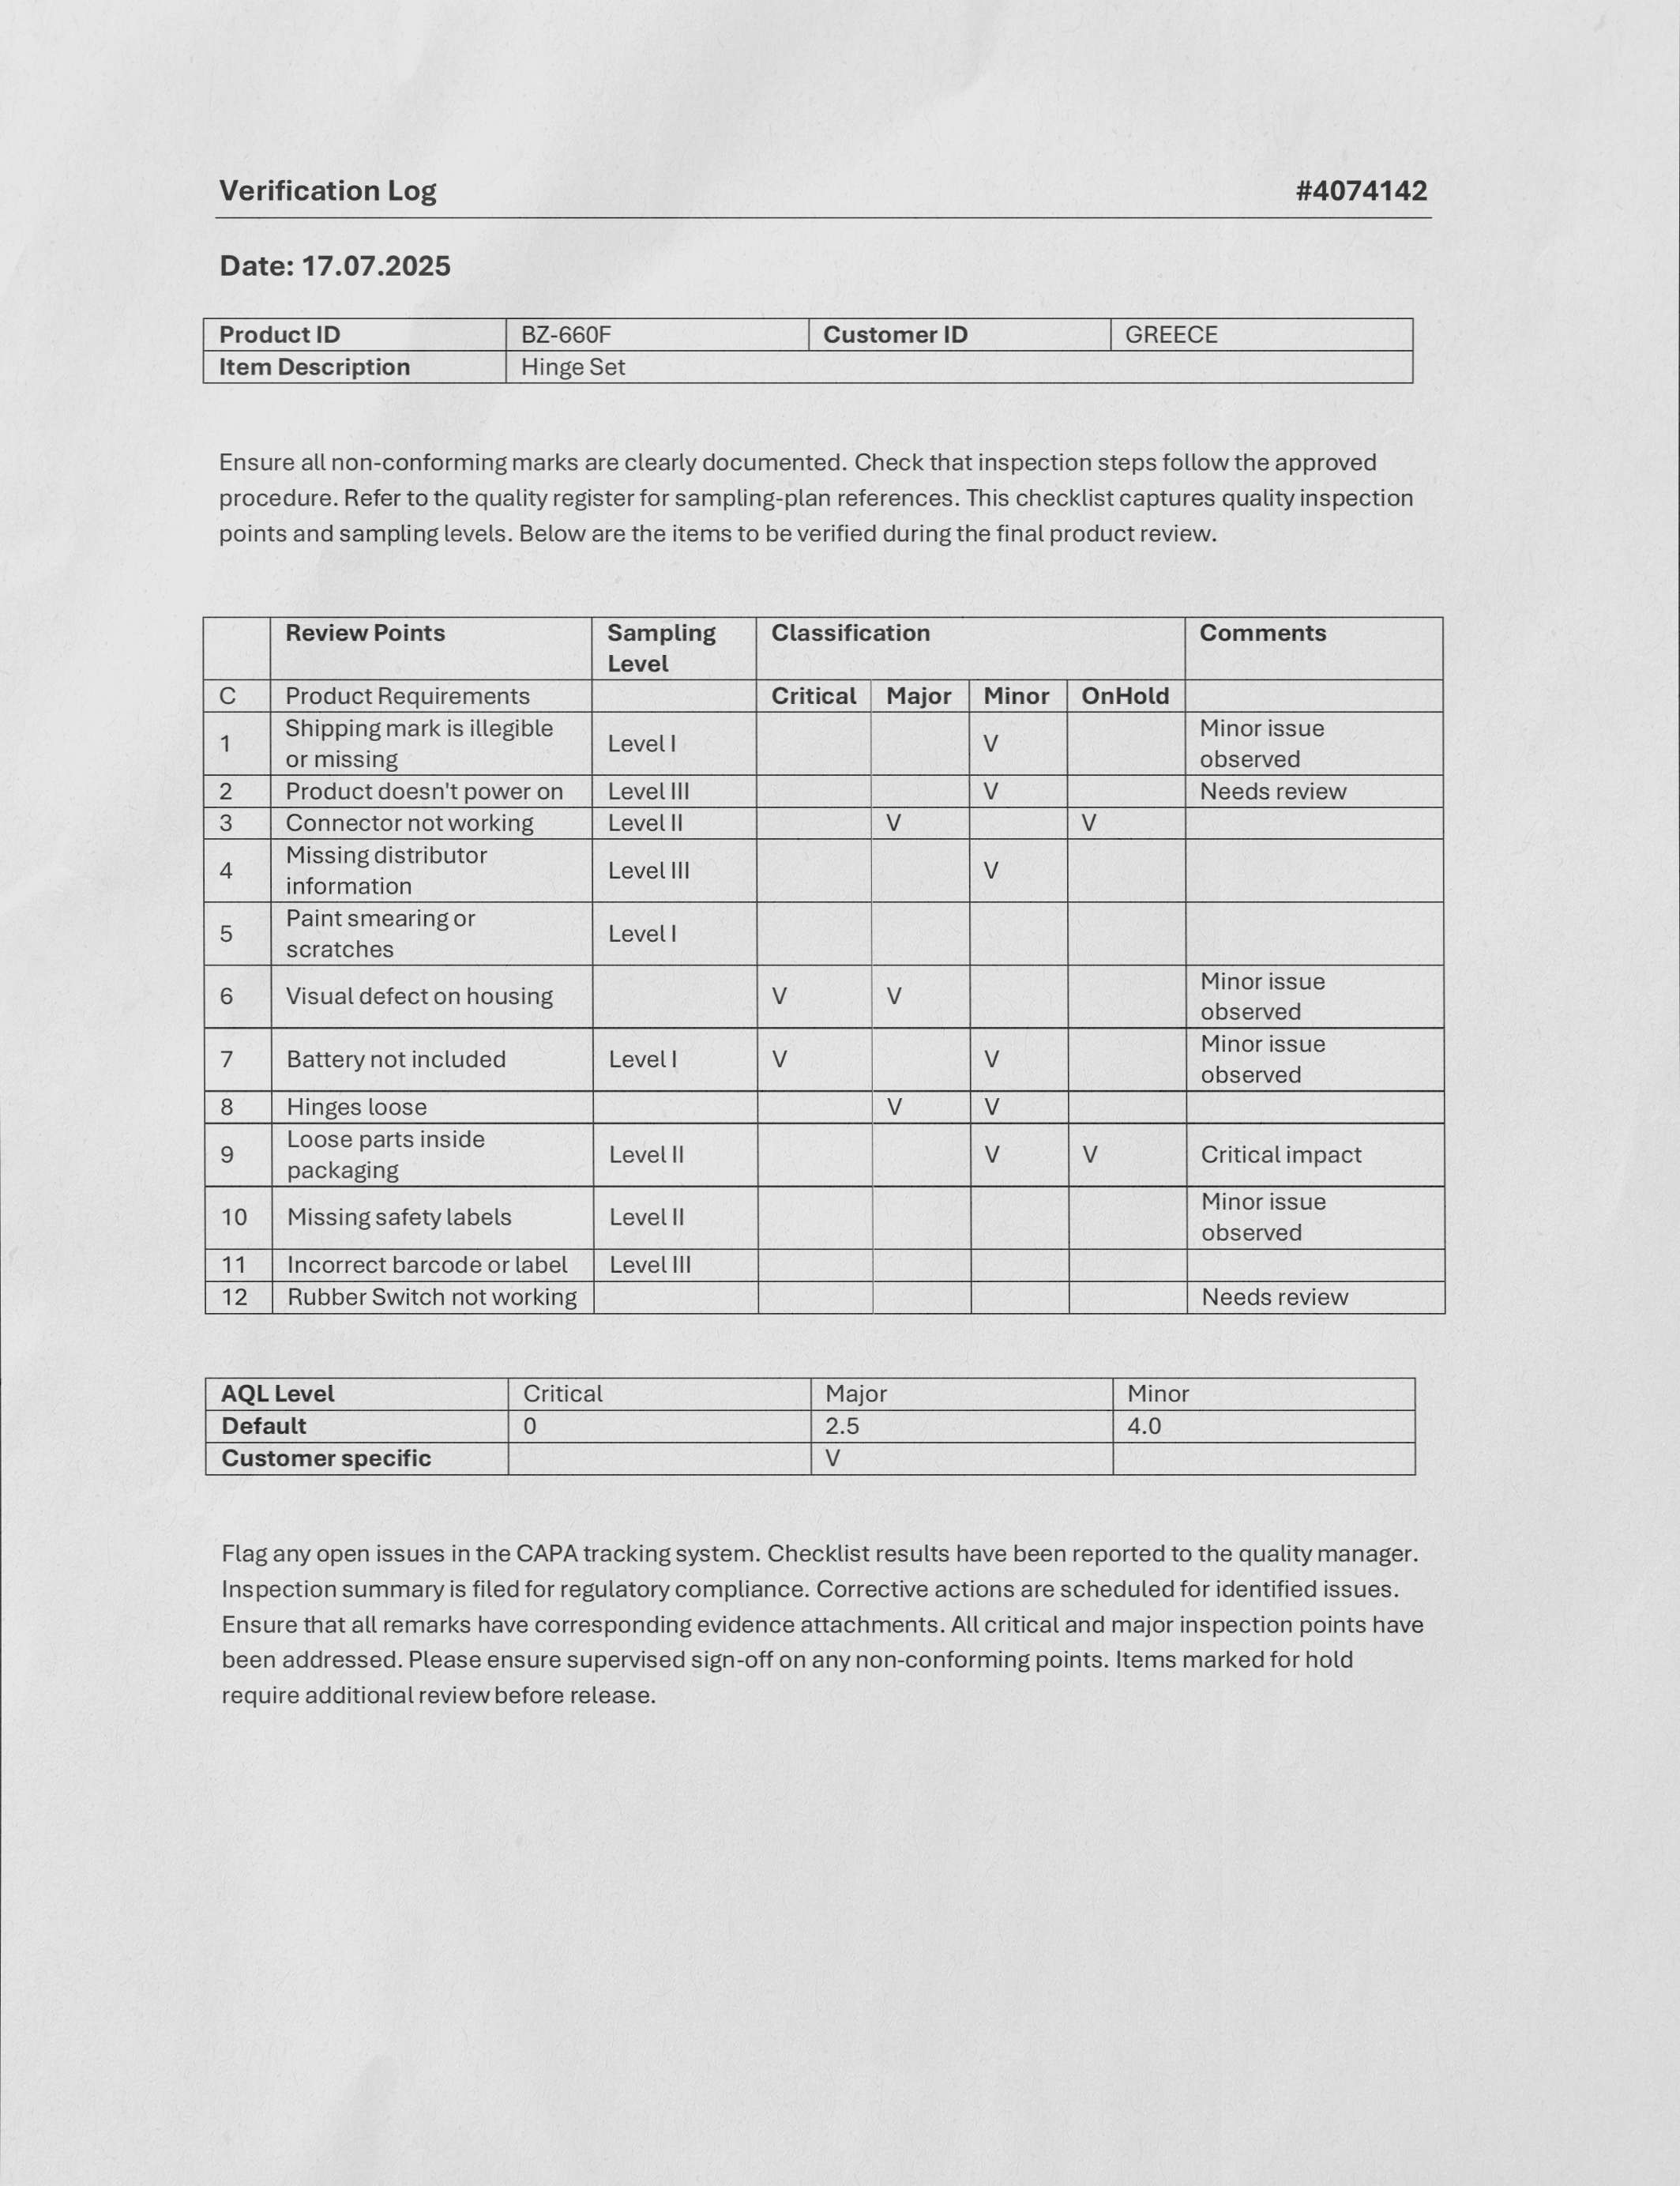 Verification Log #4074142
Date: 17.07.2025
Product ID BZ-660F Customer ID GREECE
Item Description Hinge Set
Ensure all non-conforming marks are clearly documented. Check that inspection steps follow the approved
procedure. Refer to the quality register for sampling-plan references. This checklist captures quality inspection
points and sampling levels. Below are the items to be verified during the final product review.
Review Points Sampling Level Classification Comments
C Product Requirements Critical Major Minor OnHold
1 Shipping mark is illegible or missing Level I V Minor issue observed
2 Product doesn't power on Level III V Needs review
3 Connector not working Level II V V
4 Missing distributor information Level III V
5 Paint smearing or scratches Level I
6 Visual defect on housing V V Minor issue observed
7 Battery not included Level I V V Minor issue observed
8 Hinges loose V V
9 Loose parts inside packaging Level II V V Critical impact
10 Missing safety labels Level II Minor issue observed
11 Incorrect barcode or label Level III
12 Rubber Switch not working Needs review
AQL Level Critical Major Minor
Default 0 2.5 4.0
Customer specific V
Flag any open issues in the CAPA tracking system. Checklist results have been reported to the quality manager.
Inspection summary is filed for regulatory compliance. Corrective actions are scheduled for identified issues.
Ensure that all remarks have corresponding evidence attachments. All critical and major inspection points have
been addressed. Please ensure supervised sign-off on any non-conforming points. Items marked for hold
require additional review before release.